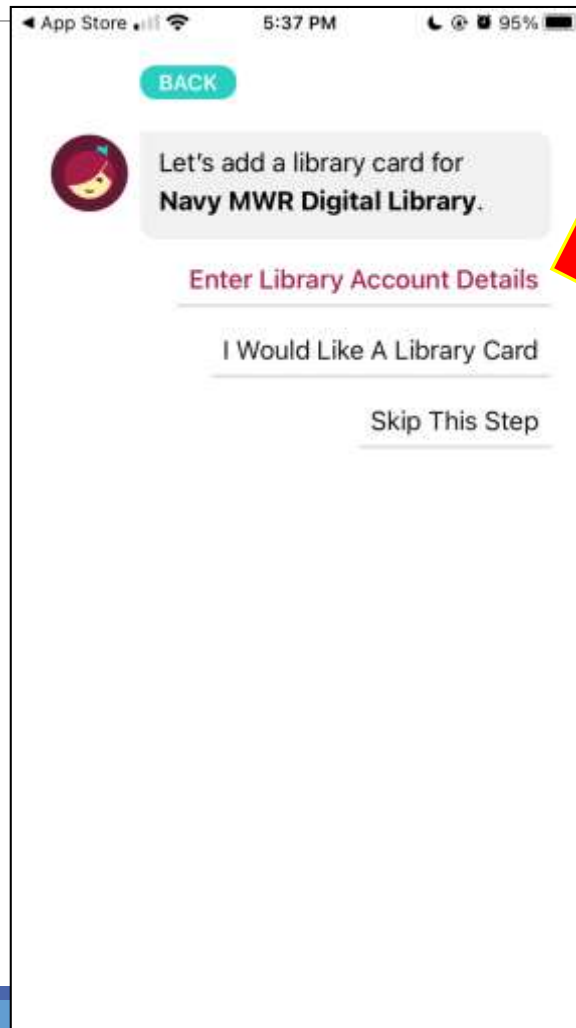 App Store 5:37 PM 95%
BACK
Let's add a library card for
Navy MWR Digital Library.
Enter Library Account Details
I Would Like A Library Card
Skip This Step